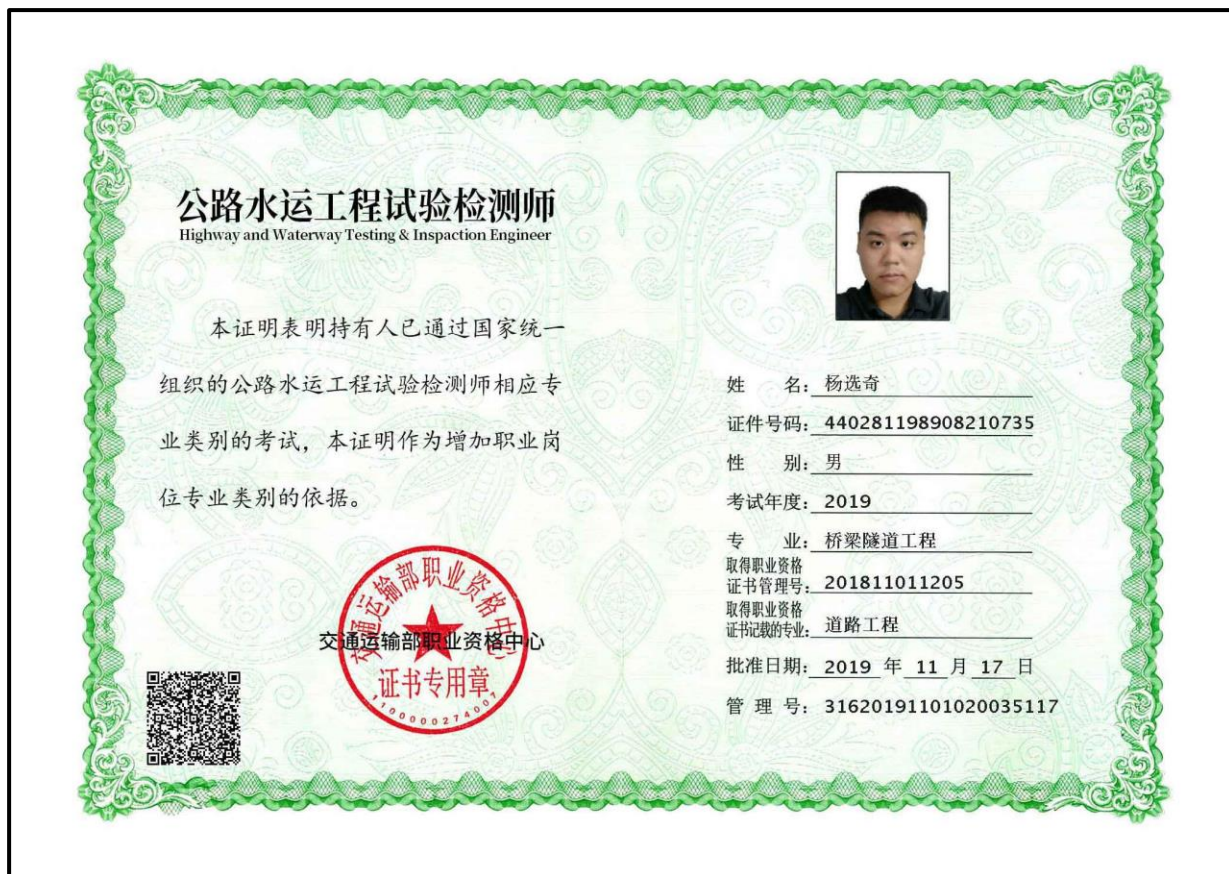 公路水运工程试验检测师
Highway and Waterway Testing & Inspaction Engineer
本证明表明持有人已通过国家统一
组织的公路水运工程试验检测师相应专
业类别的考试，本证明作为增加职业岗
位专业类别的依据。
交通运输部职业资格中心
交通运输部职业资格中心
证书专用章
1100000274007
姓 名：杨选奇
证件号码：440281198908210735
性 别：男
考试年度：2019
专 业：桥梁隧道工程
取得职业资格
证书管理号：201811011205
取得职业资格
证书记载的专业：道路工程
批准日期：2019 年 11 月 17 日
管 理 号：31620191101020035117